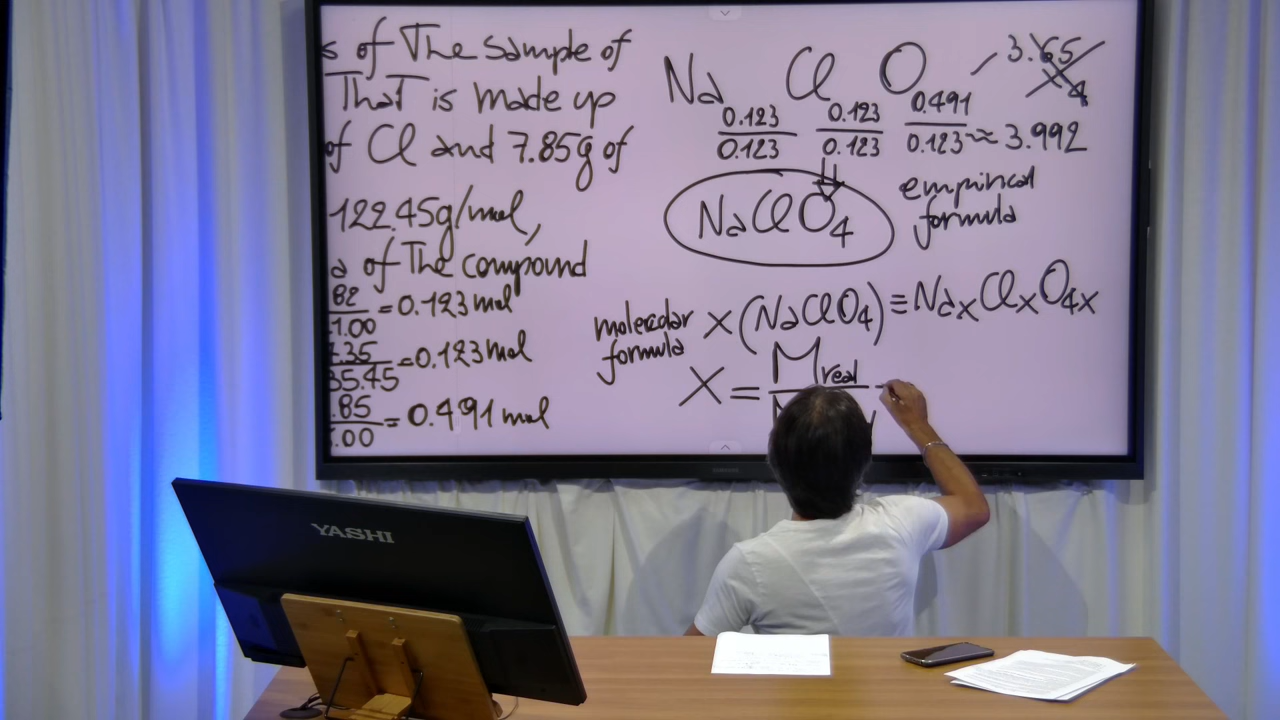 s of The sample of
That is made up
of Cl and 7.85g of
122.45g/mol,
a of The compound
82/1.00 = 0.123 mol
.35/35.45 = 0.123 mol
.85/.00 = 0.491 mol
Na 0.123/0.123 Cl 0.123/0.123 O 0.491/0.123 ≈ 3.992
3.65
4
NaClO4
empirical
formula
molecular
formula
x(NaClO4) ≡ NaxClxO4x
X = Mreal
SAMSUNG
YASHI